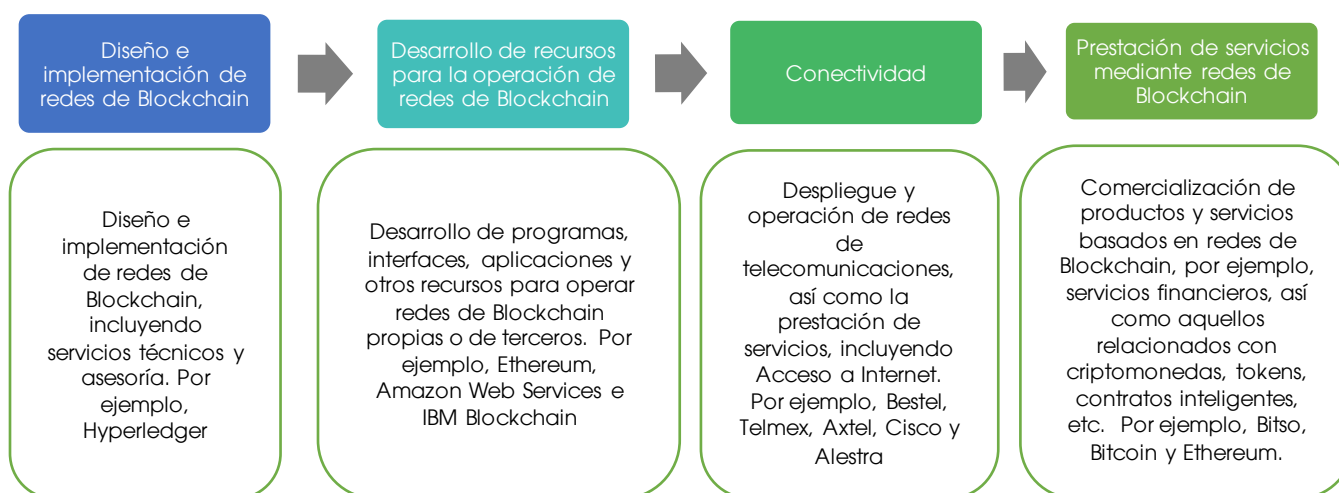 Diseño e
implementación de
redes de Blockchain
Desarrollo de recursos
para la operación de
redes de Blockchain
Conectividad
Prestación de servicios
mediante redes de
Blockchain
Diseño e
implementación
de redes de
Blockchain,
incluyendo
servicios técnicos y
asesoría. Por
ejemplo,
Hyperledger
Desarrollo de programas,
interfaces, aplicaciones y
otros recursos para operar
redes de Blockchain
propias o de terceros. Por
ejemplo, Ethereum,
Amazon Web Services e
IBM Blockchain
Despliegue y
operación de redes
de
telecomunicaciones,
así como la
prestación de
servicios, incluyendo
Acceso a Internet.
Por ejemplo, Bestel,
Telmex, Axtel, Cisco y
Alestra
Comercialización de
productos y servicios
basados en redes de
Blockchain, por ejemplo,
servicios financieros, así
como aquellos
relacionados con
criptomonedas, tokens,
contratos inteligentes,
etc. Por ejemplo, Bitso,
Bitcoin y Ethereum.